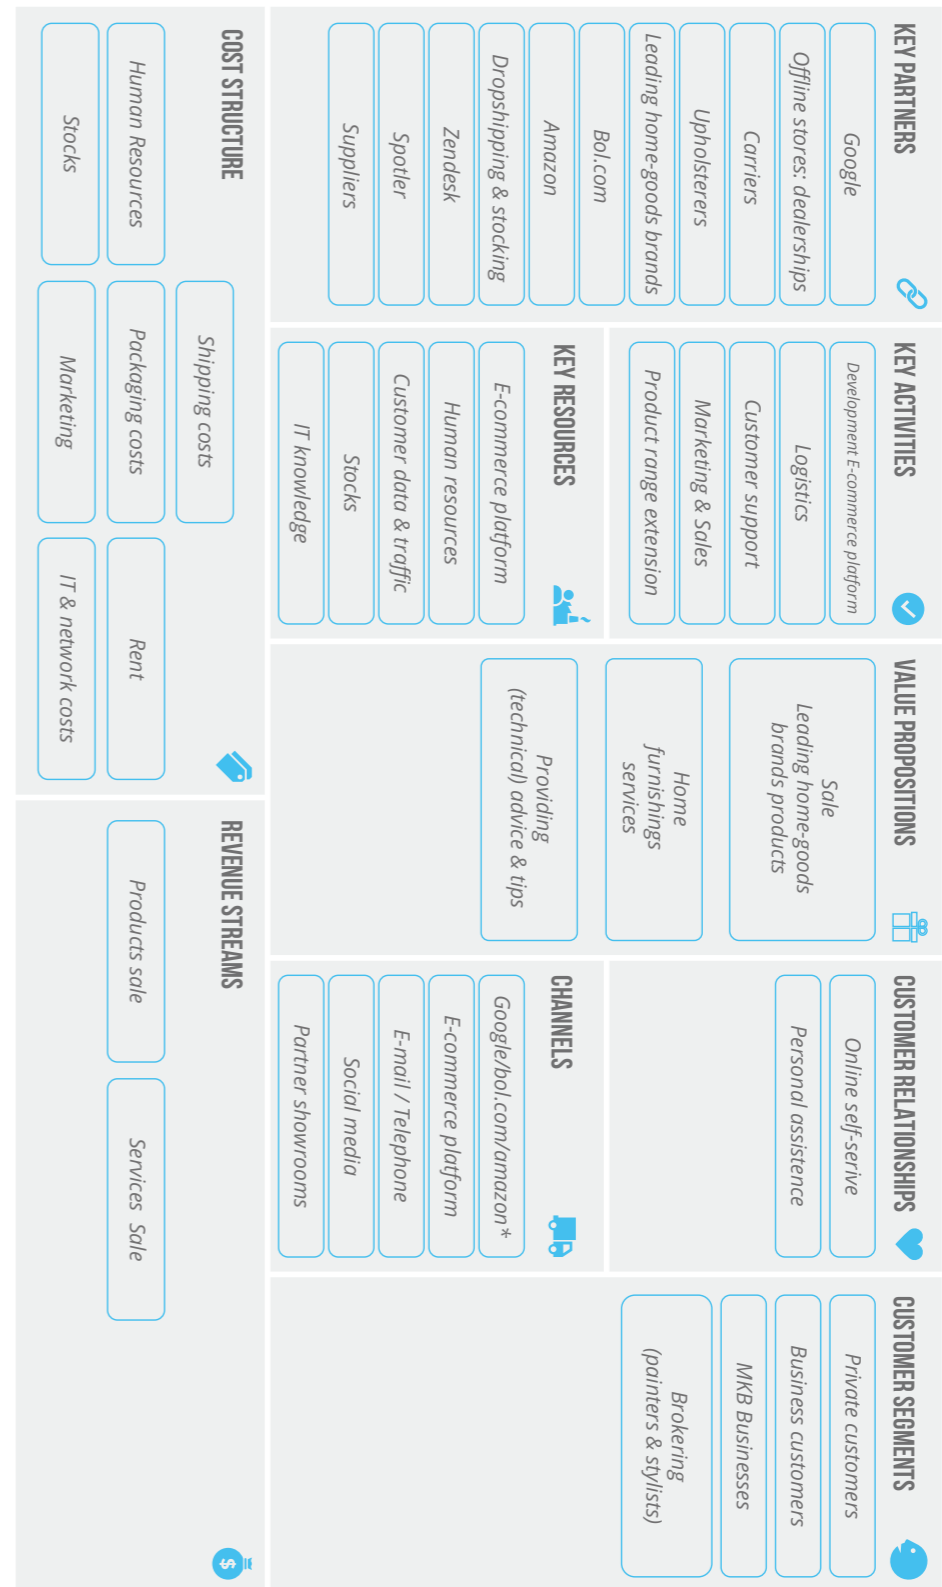 KEY PARTNERS
Google
Offline stores: dealerships
Carriers
Upholsterers
Leading home-goods brands
Bol.com
Amazon
Dropshipping & stocking
Zendesk
Spotler
Suppliers
KEY ACTIVITIES
Development E-commerce platform
Logistics
Customer support
Marketing & Sales
Product range extension
KEY RESOURCES
E-commerce platform
Human resources
Customer data & traffic
Stocks
IT knowledge
VALUE PROPOSITIONS
Sale
Leading home-goods
brands products
Home
furnishings
services
Providing
(technical) advice & tips
CUSTOMER RELATIONSHIPS
Online self-serive
Personal assistence
CHANNELS
Google/bol.com/amazon*
E-commerce platform
E-mail / Telephone
Social media
Partner showrooms
CUSTOMER SEGMENTS
Private customers
Business customers
MKB Businesses
Brokering
(painters & stylists)
COST STRUCTURE
Shipping costs
Human Resources
Packaging costs
Rent
Stocks
Marketing
IT & network costs
REVENUE STREAMS
Products sale
Services Sale
$